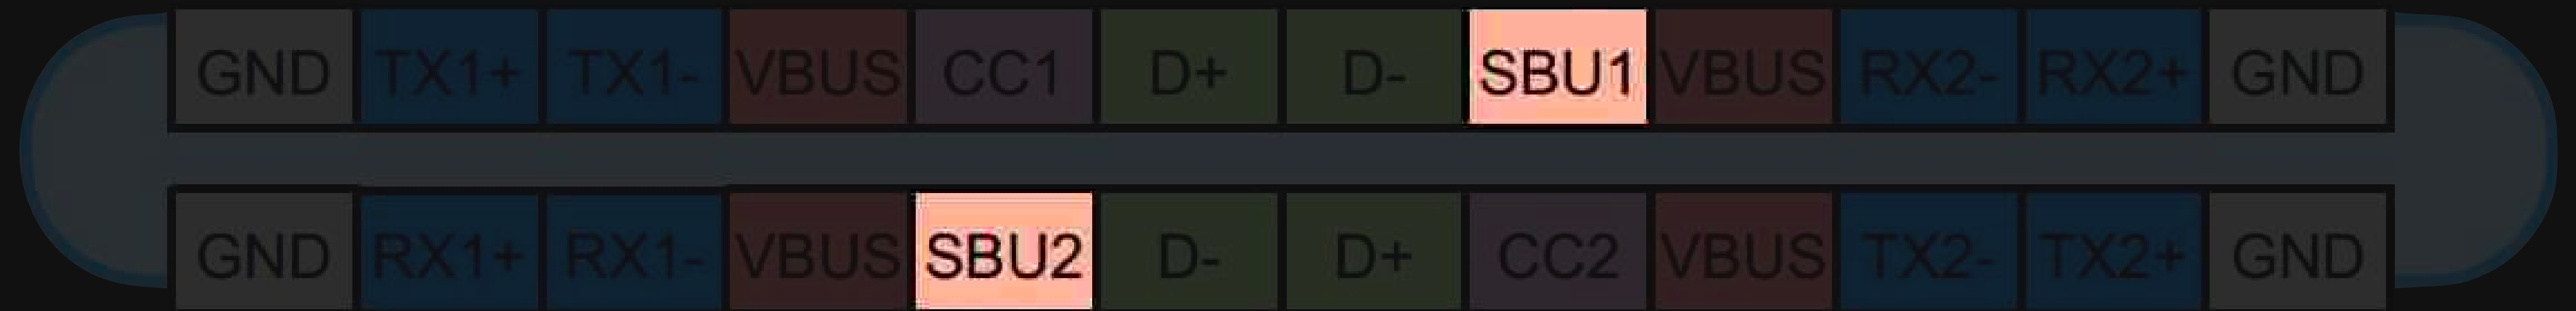 GND TX1+ TX1- VBUS CC1 D+ D- SBU1 VBUS RX2- RX2+ GND
GND RX1+ RX1- VBUS SBU2 D- D+ CC2 VBUS TX2- TX2+ GND